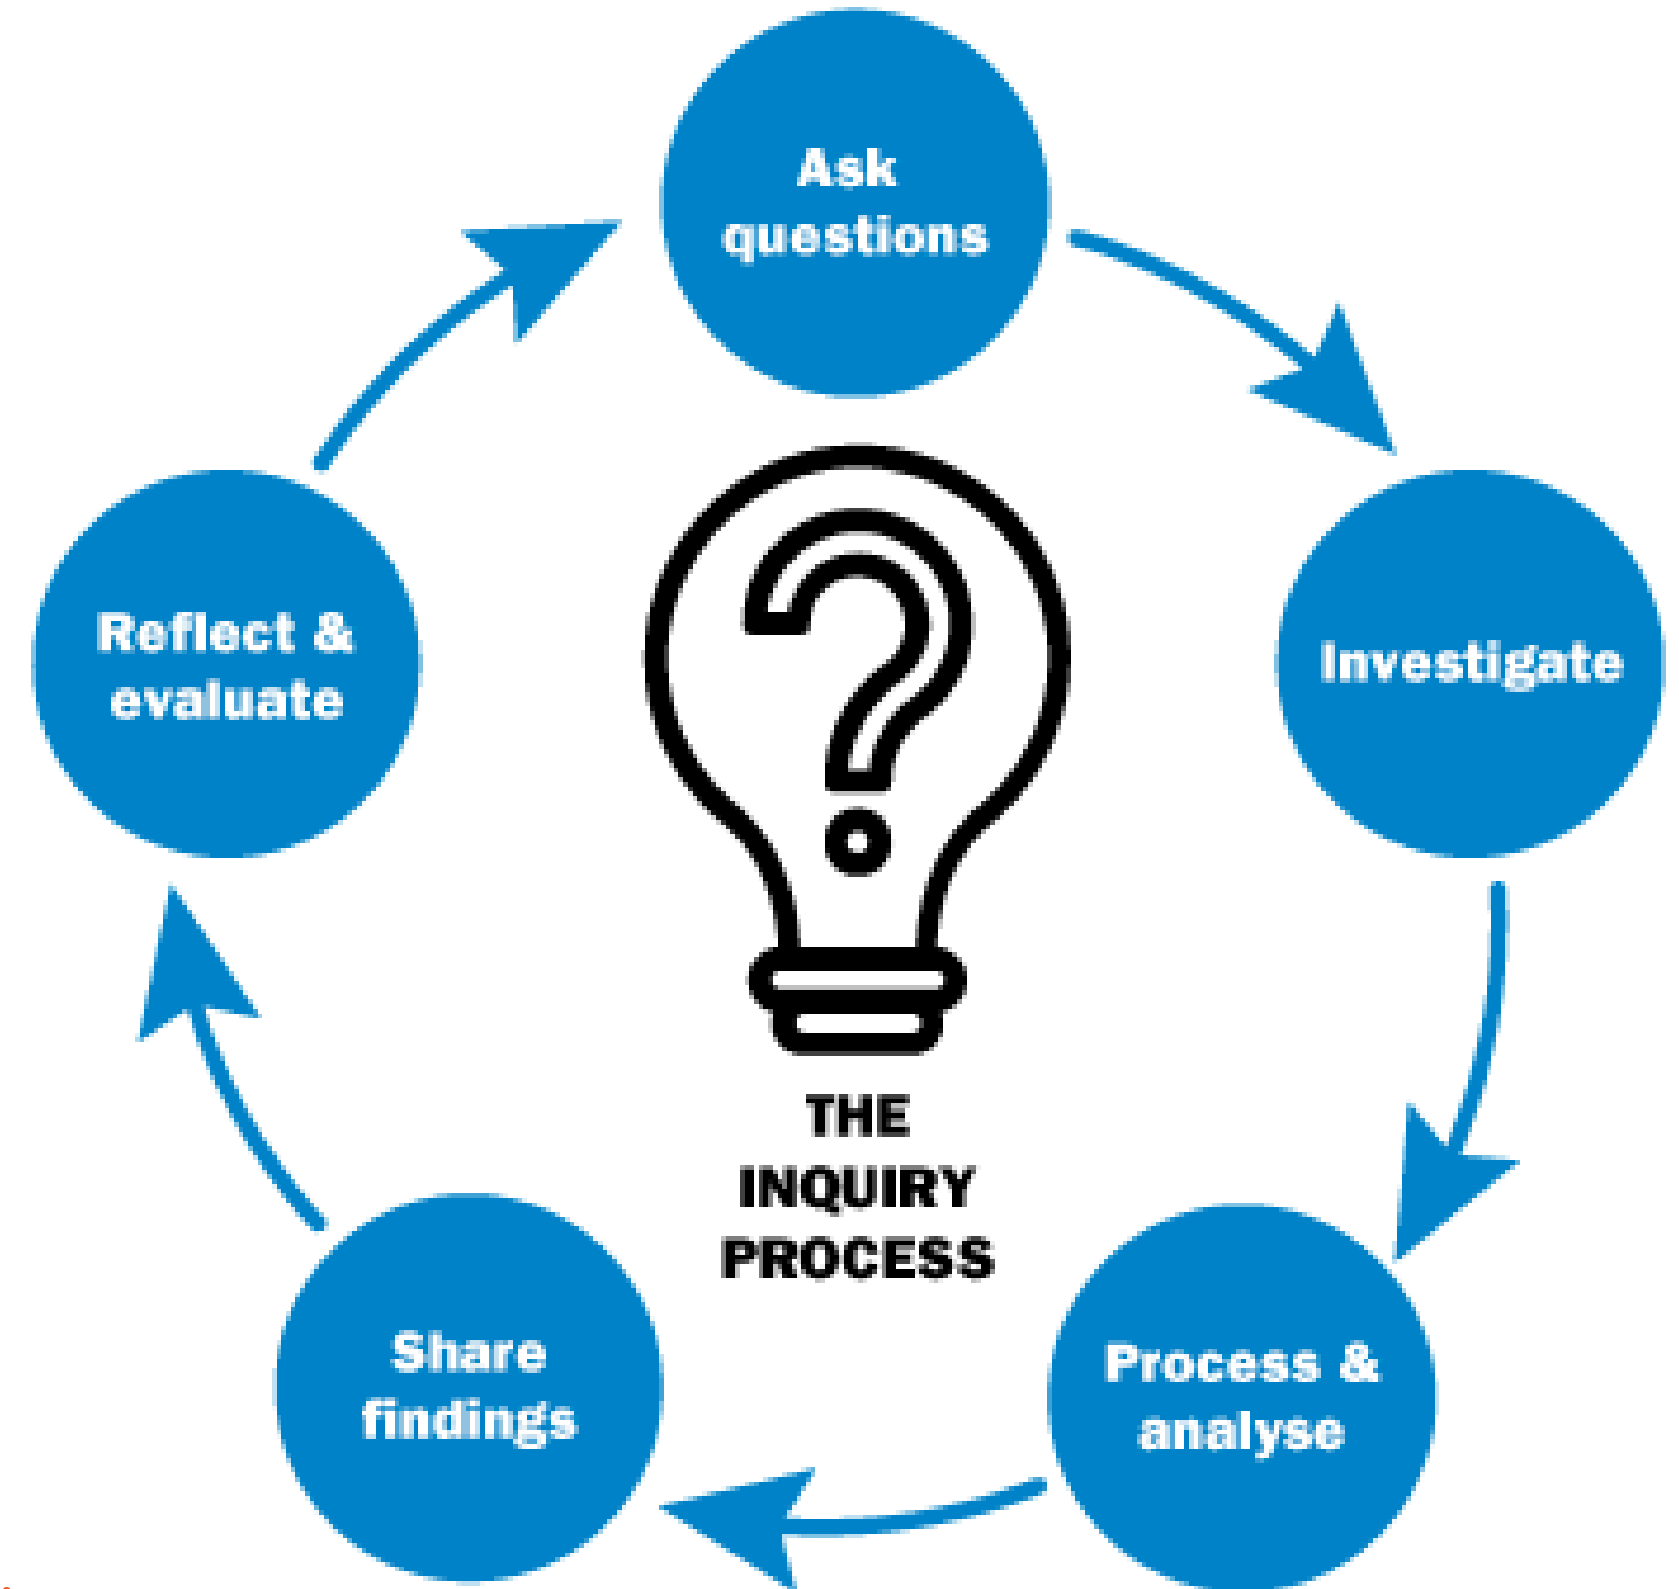 Ask
questions
Investigate
Process &
analyse
Share
findings
Reflect &
evaluate
THE
INQUIRY
PROCESS